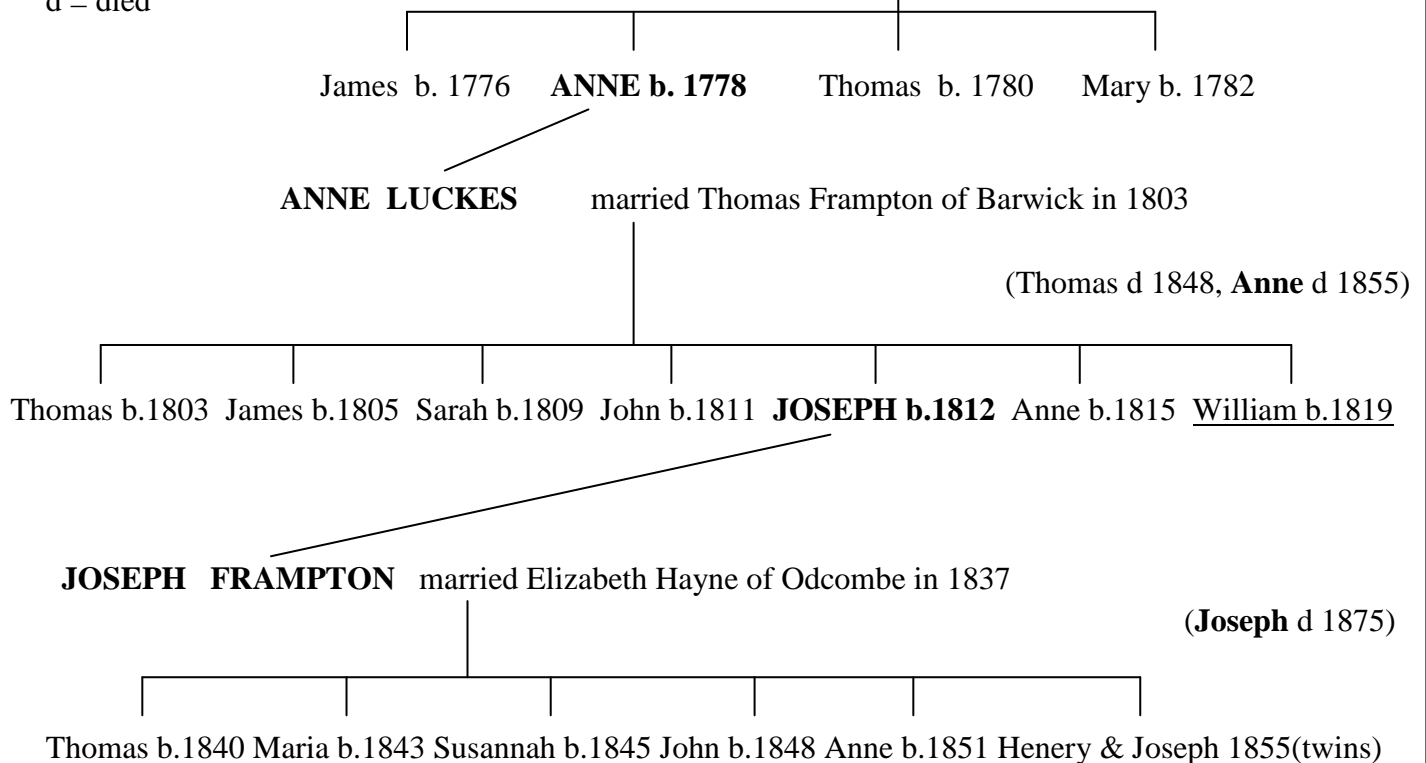 d = died
James b. 1776 ANNE b. 1778 Thomas b. 1780 Mary b. 1782
ANNE LUCKES married Thomas Frampton of Barwick in 1803
(Thomas d 1848, Anne d 1855)
Thomas b.1803 James b.1805 Sarah b.1809 John b.1811 JOSEPH b.1812 Anne b.1815 William b.1819
JOSEPH FRAMPTON married Elizabeth Hayne of Odcombe in 1837
(Joseph d 1875)
Thomas b.1840 Maria b.1843 Susannah b.1845 John b.1848 Anne b.1851 Henery & Joseph 1855(twins)